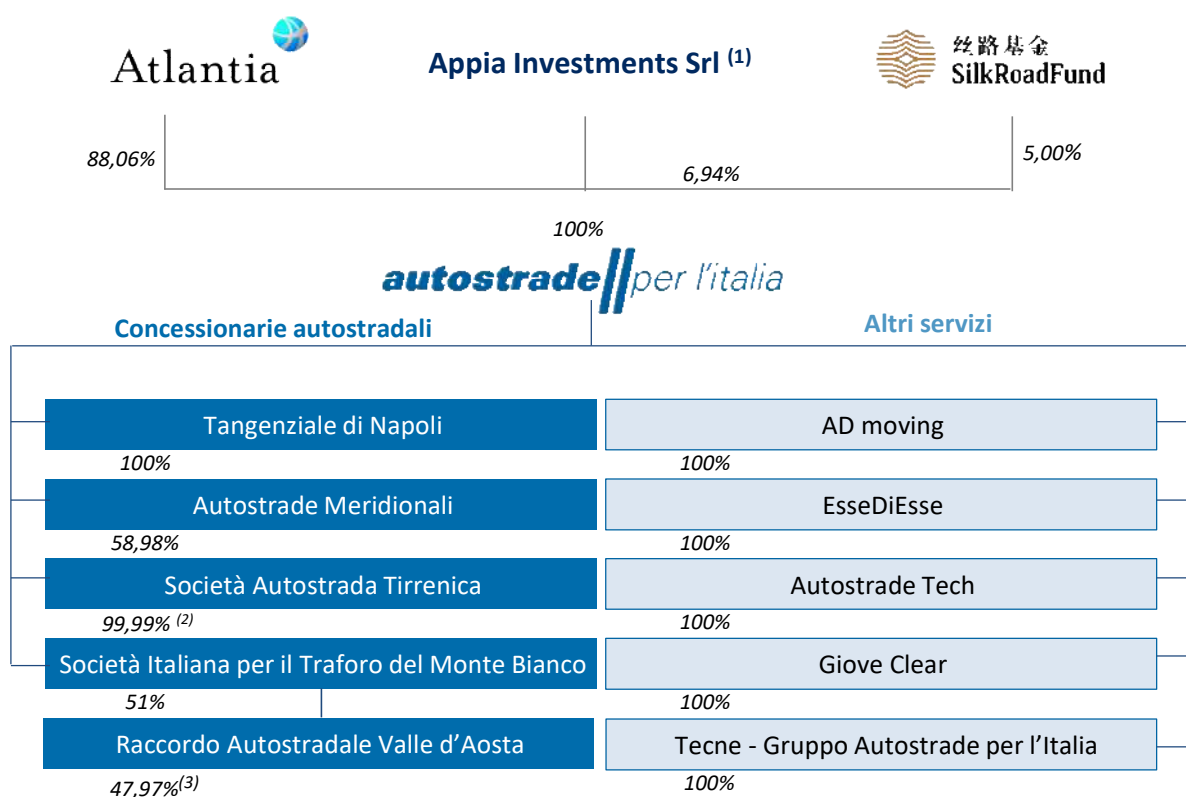 Atlantia
Appia Investments Srl (1)
丝路基金
SilkRoadFund
88,06%
6,94%
5,00%
100%
autostrade per l'italia
Concessionarie autostradali
Altri servizi
Tangenziale di Napoli
100%
AD moving
100%
Autostrade Meridionali
58,98%
EsseDiEsse
100%
Società Autostrada Tirrenica
99,99% (2)
Autostrade Tech
100%
Società Italiana per il Traforo del Monte Bianco
51%
Giove Clear
100%
Raccordo Autostradale Valle d’Aosta
47,97%(3)
Tecne - Gruppo Autostrade per l’Italia
100%